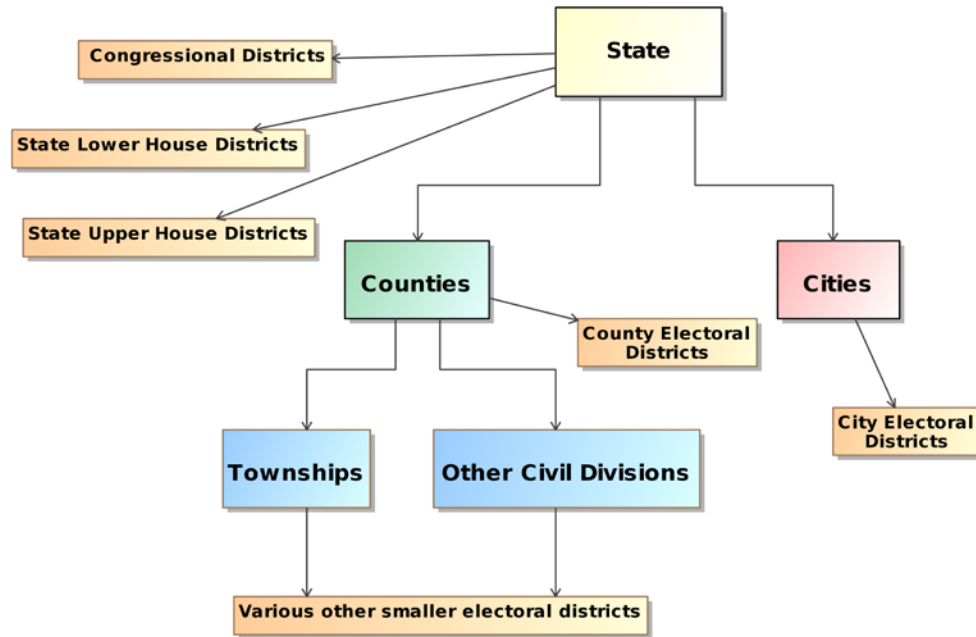 State
Congressional Districts
State Lower House Districts
State Upper House Districts
Counties
Cities
County Electoral
Districts
City Electoral
Districts
Townships
Other Civil Divisions
Various other smaller electoral districts